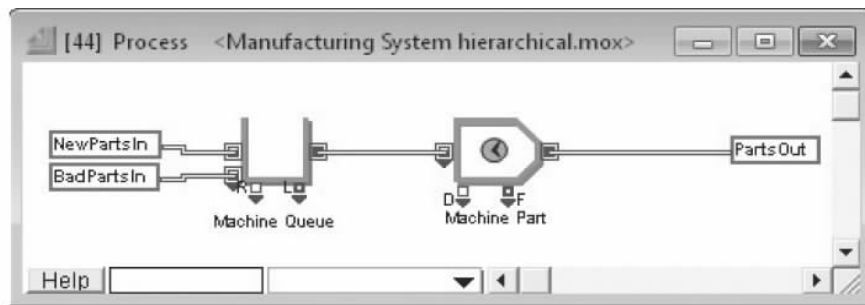 [44] Process <Manufacturing System hierarchical.mox>
NewPartsIn
BadPartsIn
PartsOut
R L
D F
Machine Queue
Machine Part
Help